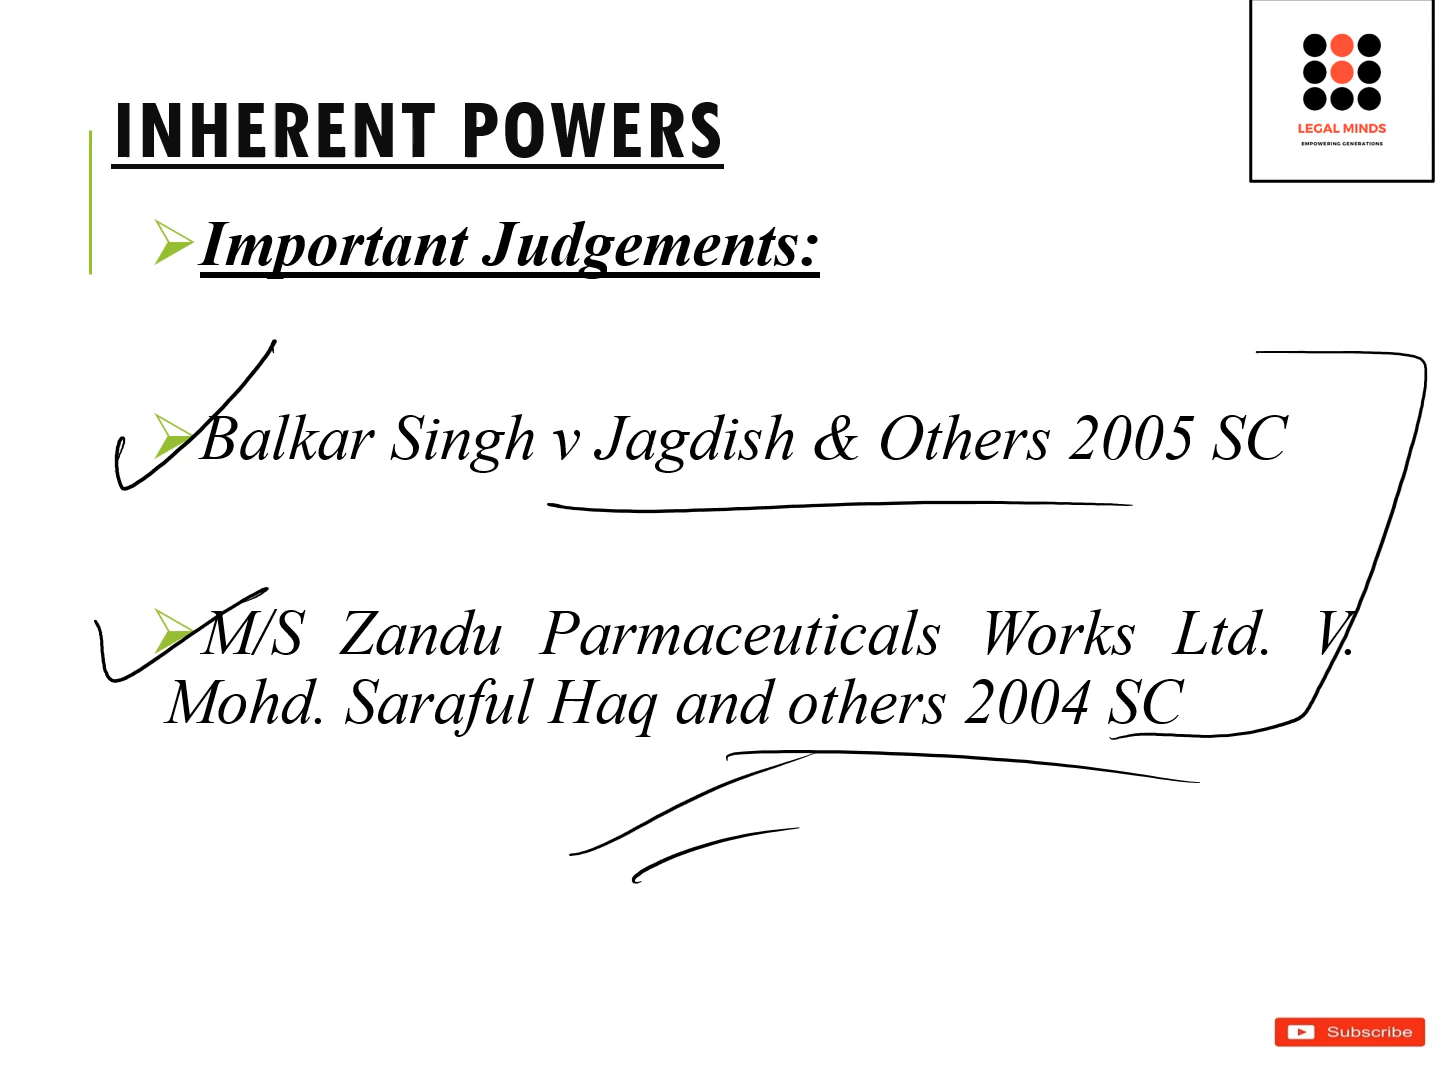 LEGAL MINDS
EMPOWERING GENERATIONS
INHERENT POWERS
Important Judgements:
Balkar Singh v Jagdish & Others 2005 SC
M/S Zandu Parmaceuticals Works Ltd. V.
Mohd. Saraful Haq and others 2004 SC
Subscribe